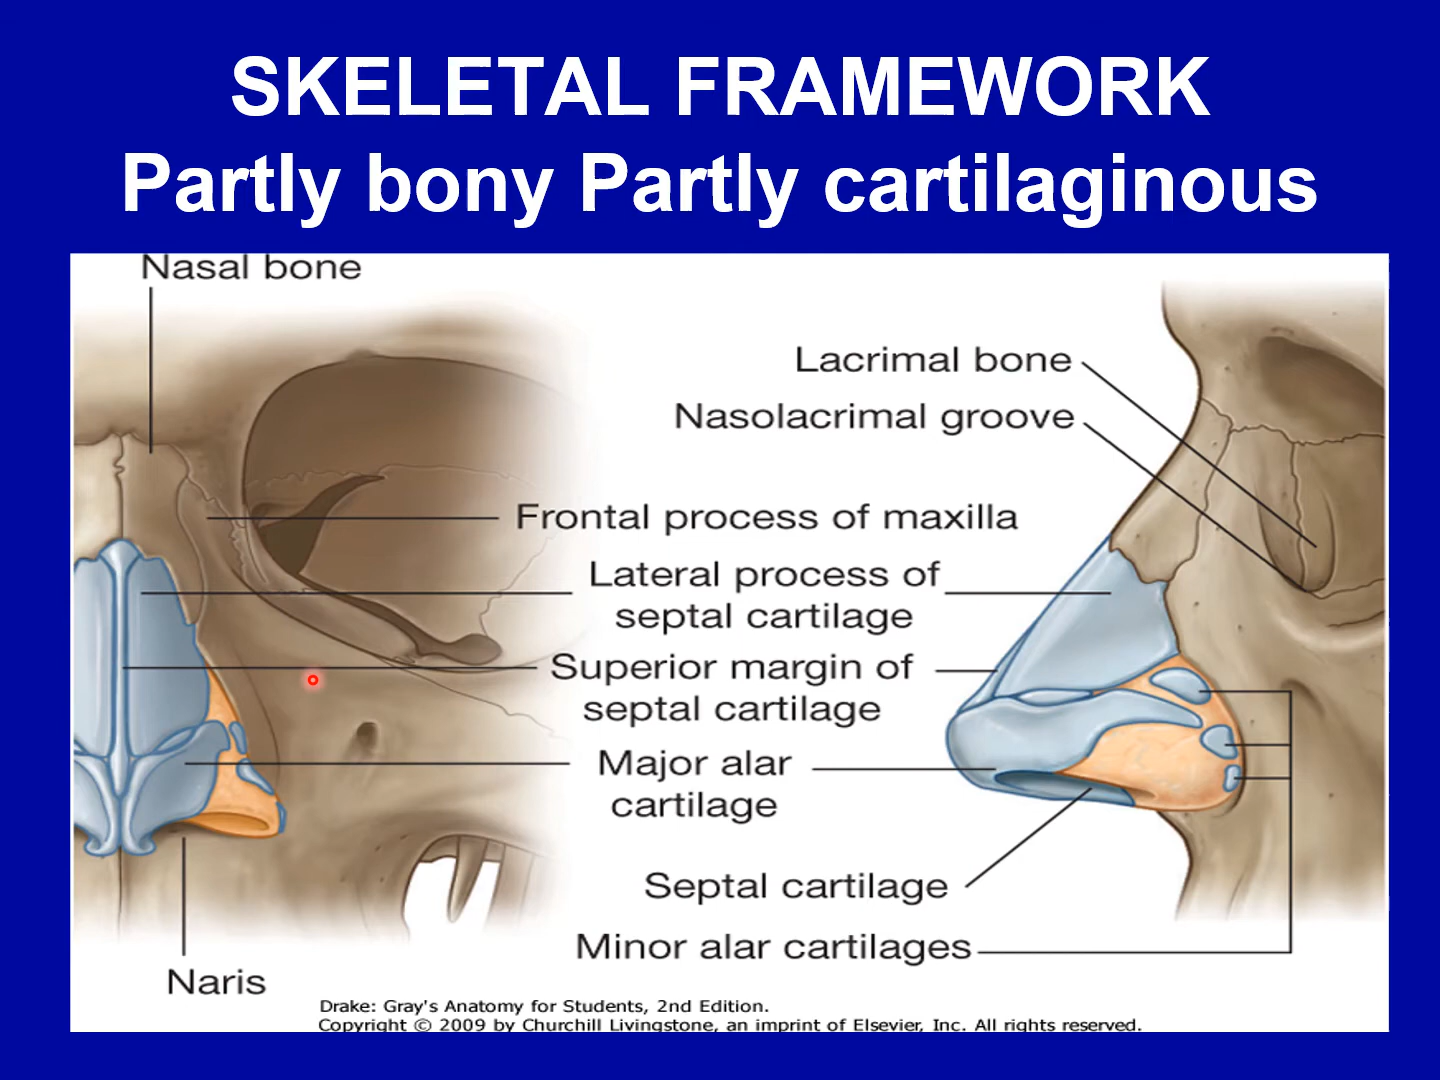 SKELETAL FRAMEWORK
Partly bony Partly cartilaginous
Nasal bone
Lacrimal bone
Nasolacrimal groove
Frontal process of maxilla
Lateral process of
septal cartilage
Superior margin of
septal cartilage
Major alar
cartilage
Septal cartilage
Minor alar cartilages
Naris
Drake: Gray's Anatomy for Students, 2nd Edition.
Copyright © 2009 by Churchill Livingstone, an imprint of Elsevier, Inc. All rights reserved.